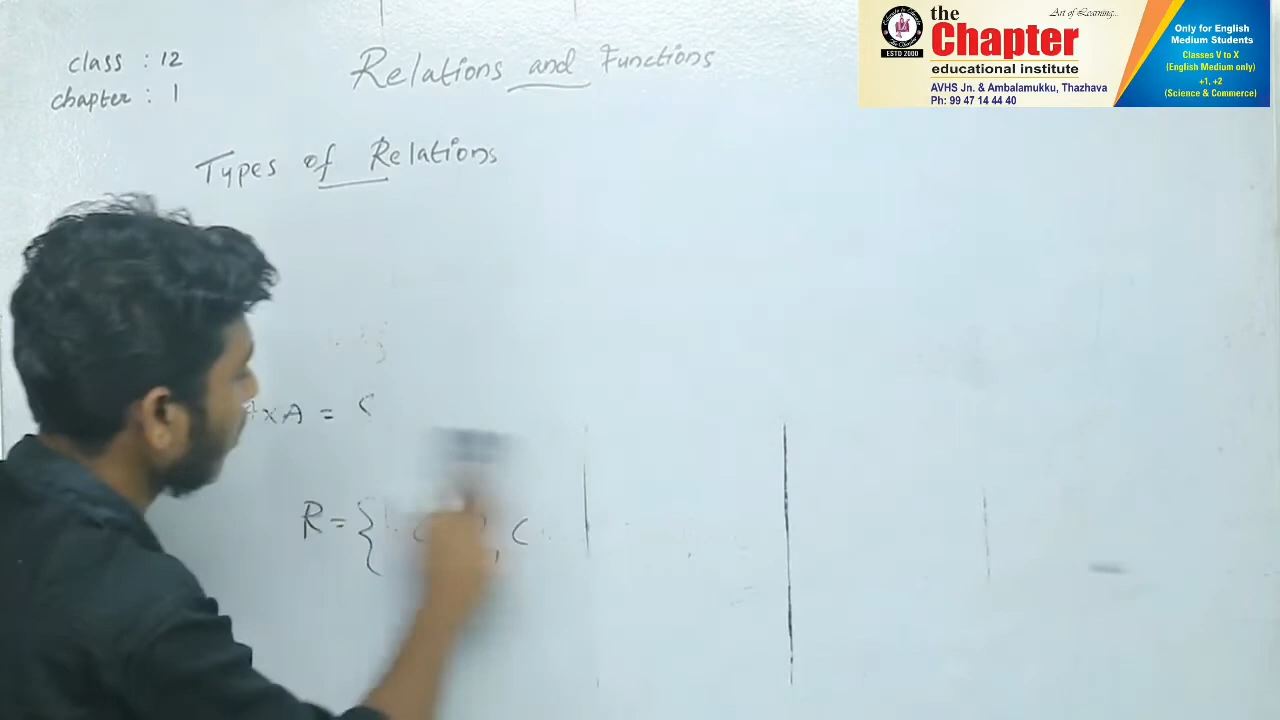 class : 12
chapter : 1
Relations and Functions
Types of Relations
A×A = {
R = {
the
Chapter
educational institute
Art of Learning...
ESTD 2000
AVHS Jn. & Ambalamukku, Thazhava
Ph: 99 47 14 44 40
Only for English
Medium Students
Classes V to X
(English Medium only)
+1, +2
(Science & Commerce)